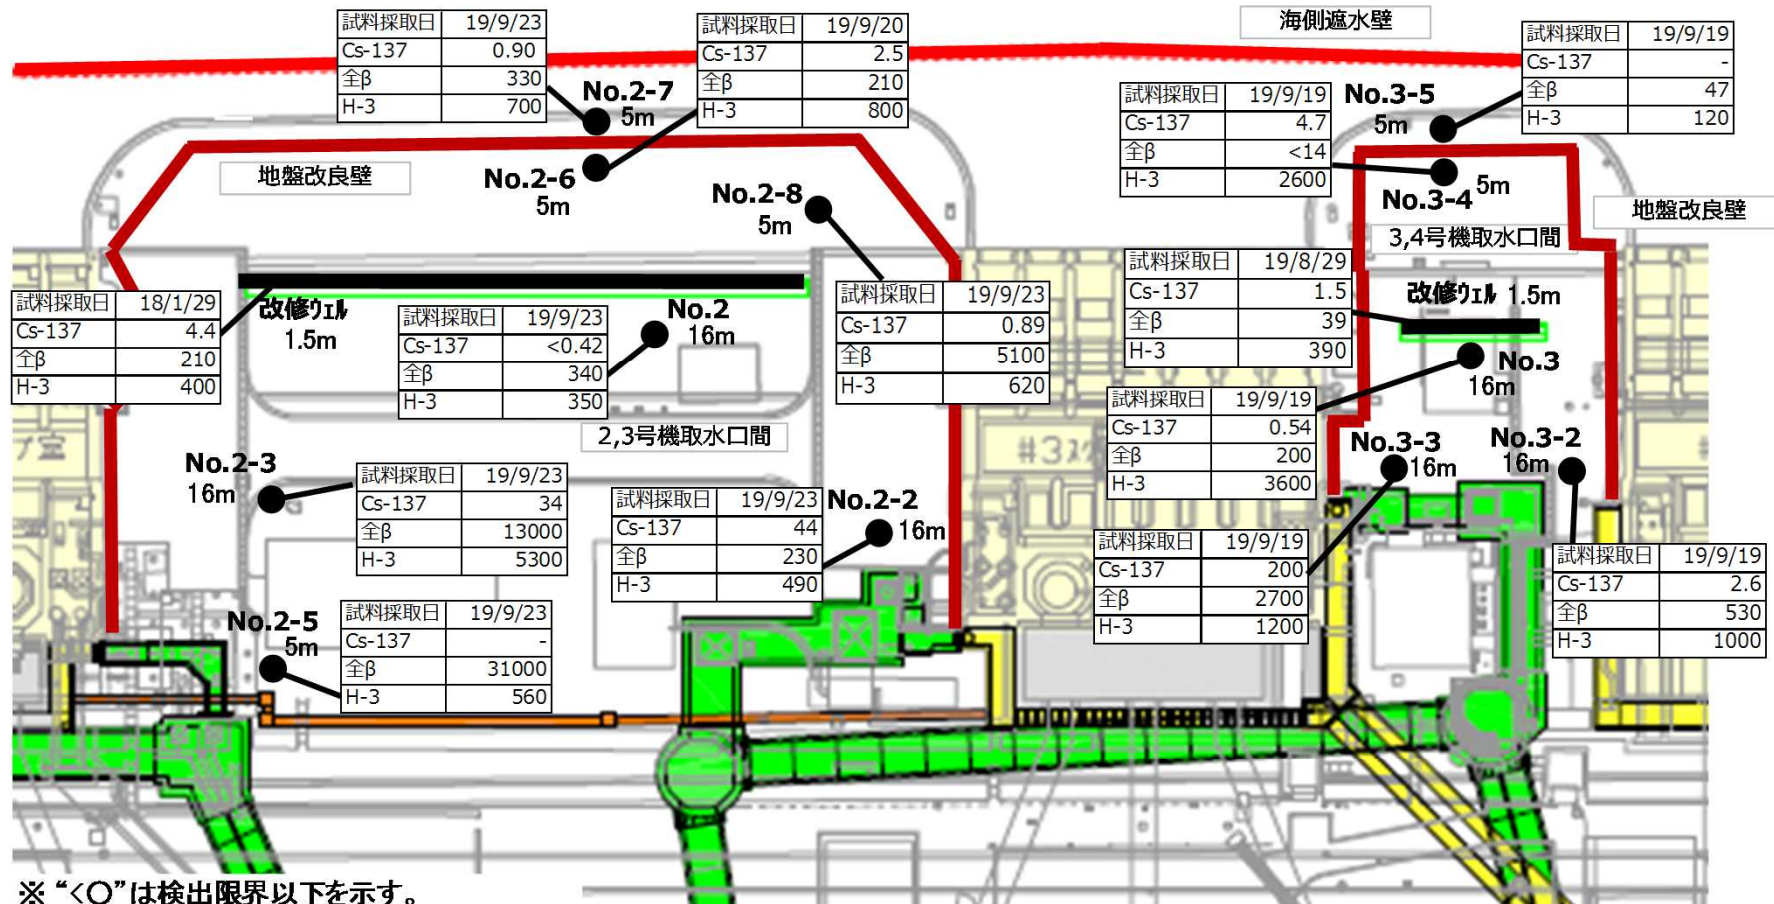 海側遮水壁
試料採取日 19/9/23
Cs-137 0.90
全β 330
H-3 700
No.2-7
5m
試料採取日 19/9/20
Cs-137 2.5
全β 210
H-3 800
試料採取日 19/9/19
Cs-137 4.7
全β <14
H-3 2600
No.3-5
5m
試料採取日 19/9/19
Cs-137 -
全β 47
H-3 120
地盤改良壁
No.2-6
5m
No.2-8
5m
No.3-4
5m
地盤改良壁
3,4号機取水口間
試料採取日 18/1/29
Cs-137 4.4
全β 210
H-3 400
改修ウェル
1.5m
試料採取日 19/9/23
Cs-137 <0.42
全β 340
H-3 350
No.2
16m
試料採取日 19/9/23
Cs-137 0.89
全β 5100
H-3 620
試料採取日 19/8/29
Cs-137 1.5
全β 39
H-3 390
改修ウェル 1.5m
No.3
16m
試料採取日 19/9/19
Cs-137 0.54
全β 200
H-3 3600
2,3号機取水口間
No.2-3
16m
試料採取日 19/9/23
Cs-137 34
全β 13000
H-3 5300
試料採取日 19/9/23
Cs-137 44
全β 230
H-3 490
No.2-2
16m
No.3-3
16m
No.3-2
16m
試料採取日 19/9/19
Cs-137 200
全β 2700
H-3 1200
試料採取日 19/9/19
Cs-137 2.6
全β 530
H-3 1000
No.2-5
5m
試料採取日 19/9/23
Cs-137 -
全β 31000
H-3 560
※ “<○”は検出限界以下を示す。